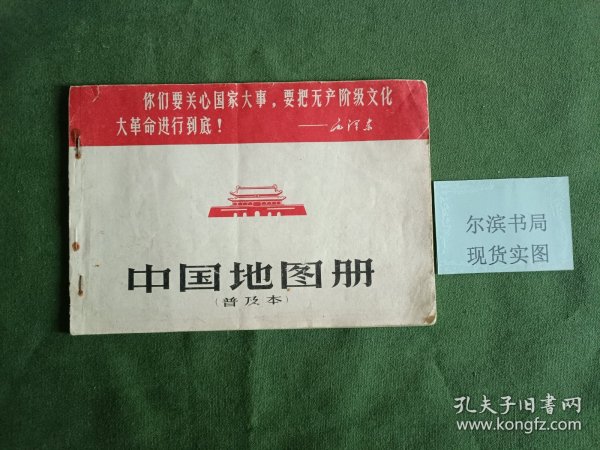 你们要关心国家大事，要把无产阶级文化
大革命进行到底！
——毛泽东
中国地图册
(普及本)
尔滨书局
现货实图
孔夫子旧书网
www.kongfz.com